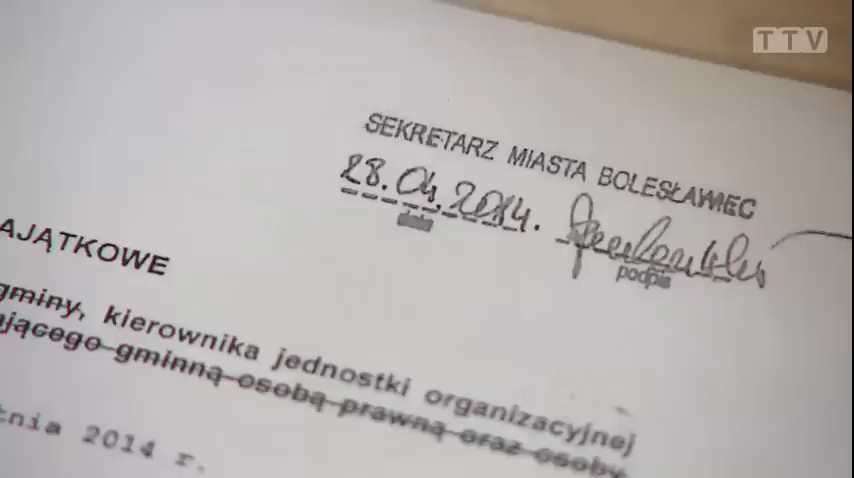 TTV
SEKRETARZ MIASTA BOLESŁAWIEC
28.04.2014.
data
podpis
AJĄTKOWE
gminy, kierownika jednostki organizacyjnej
ającego gminną osobą prawną oraz osoby
tnia 2014 r.